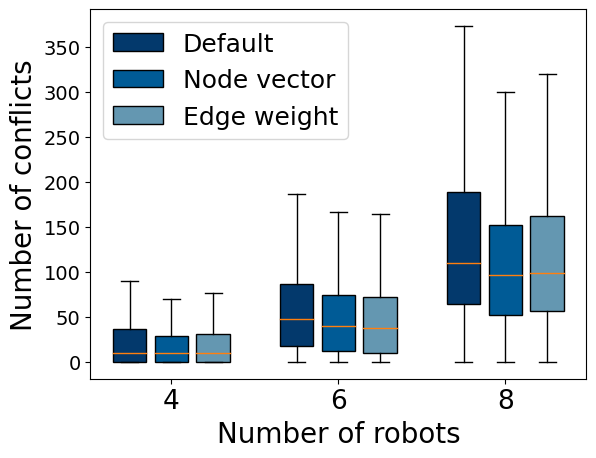 Default
Node vector
Edge weight
Number of conflicts
350
300
250
200
150
100
50
0
4 6 8
Number of robots